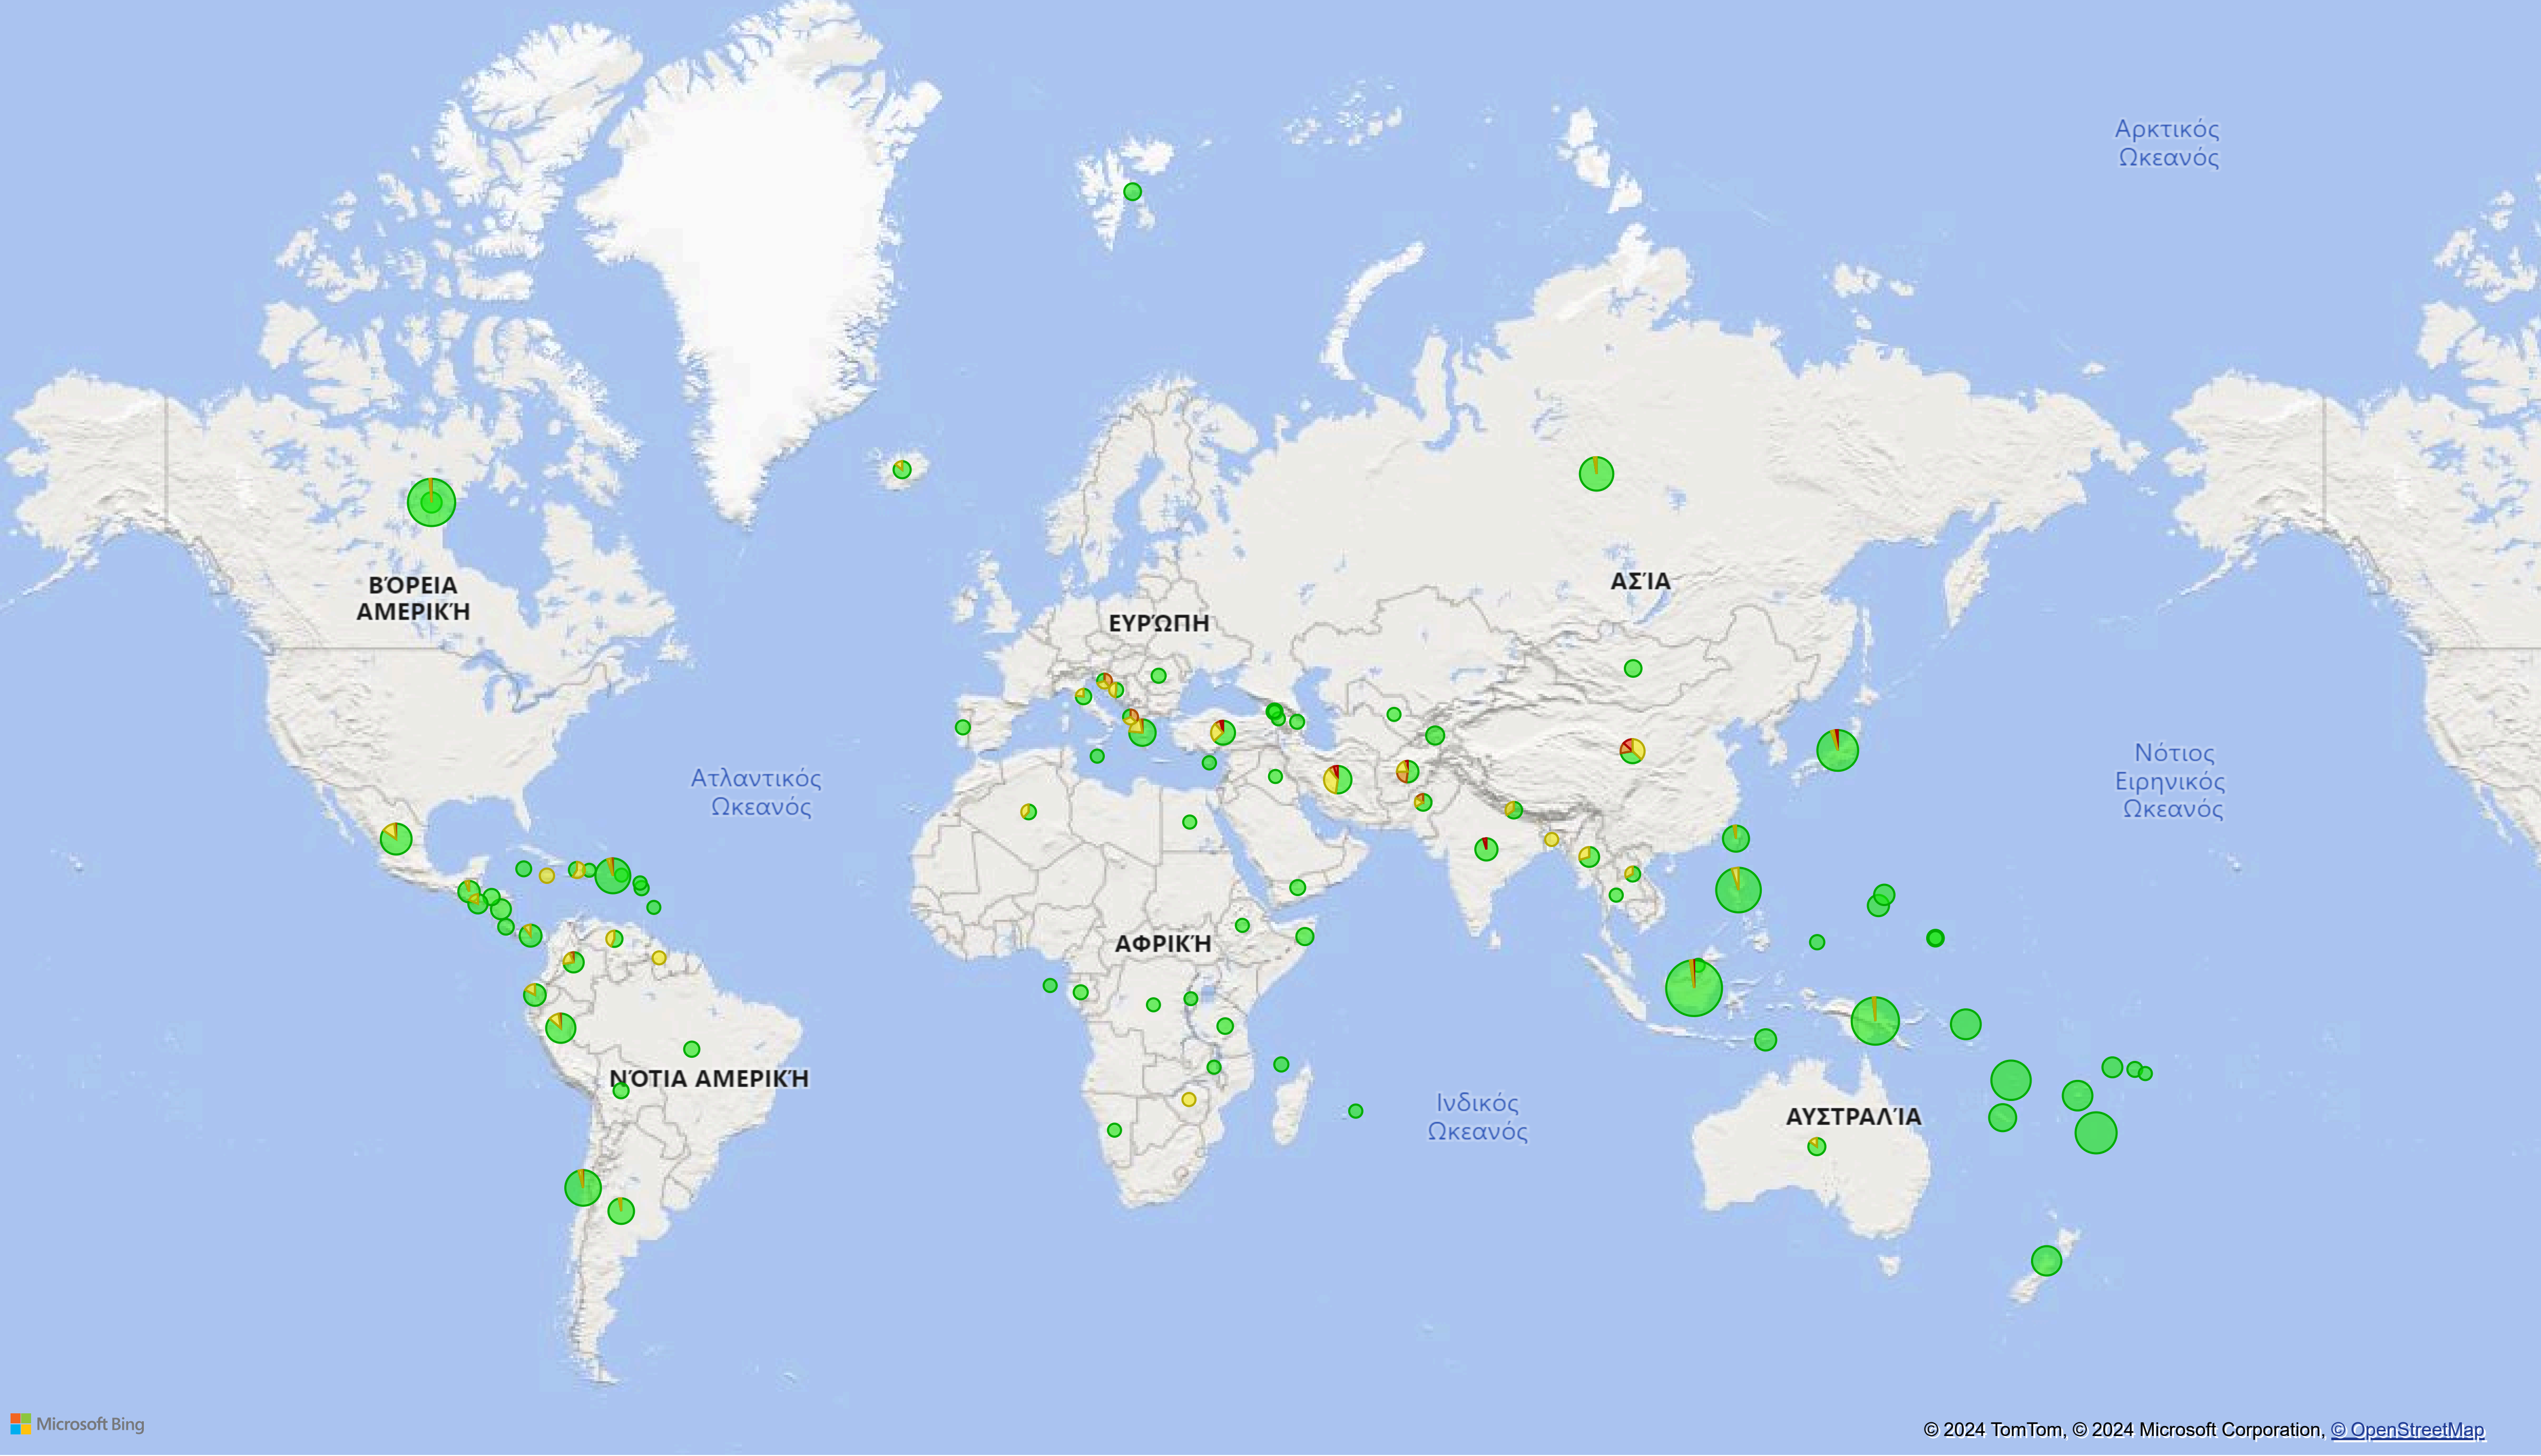 Αρκτικός
Ωκεανός
ΒΌΡΕΙΑ
ΑΜΕΡΙΚΉ
ΑΣΊΑ
ΕΥΡΏΠΗ
Ατλαντικός
Ωκεανός
Νότιος
Ειρηνικός
Ωκεανός
ΑΦΡΙΚΉ
ΝΌΤΙΑ ΑΜΕΡΙΚΉ
Ινδικός
Ωκεανός
ΑΥΣΤΡΑΛΊΑ
Microsoft Bing
© 2024 TomTom, © 2024 Microsoft Corporation, © OpenStreetMap